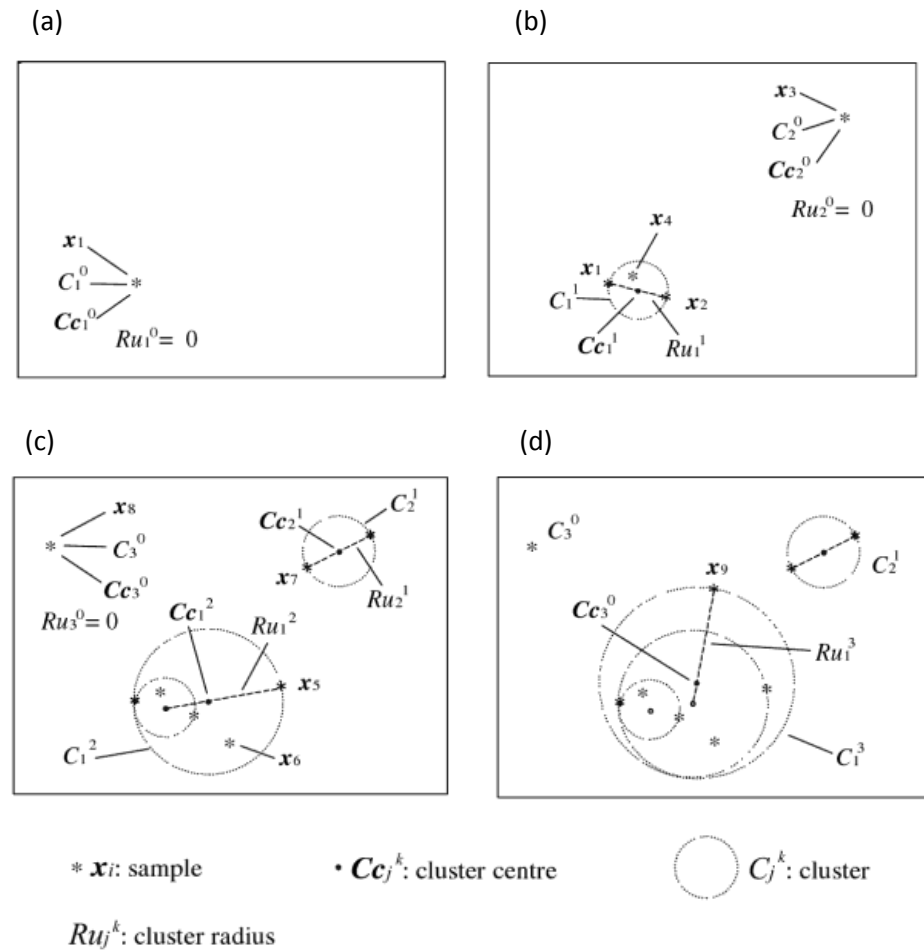 (a)
x1
C1^0
Cc1^0
Ru1^0 = 0
(b)
x3
C2^0
Cc2^0
Ru2^0 = 0
x4
x1
C1^1
x2
Cc1^1
Ru1^1
(c)
x8
C3^0
Cc3^0
Ru3^0 = 0
Cc2^1
C2^1
x7
Ru2^1
Cc1^2
Ru1^2
x5
C1^2
x6
(d)
C3^0
x9
C2^1
Cc3^0
Ru1^3
C1^3
* xi: sample
• Ccj^k: cluster centre
Cj^k: cluster
Ruj^k: cluster radius